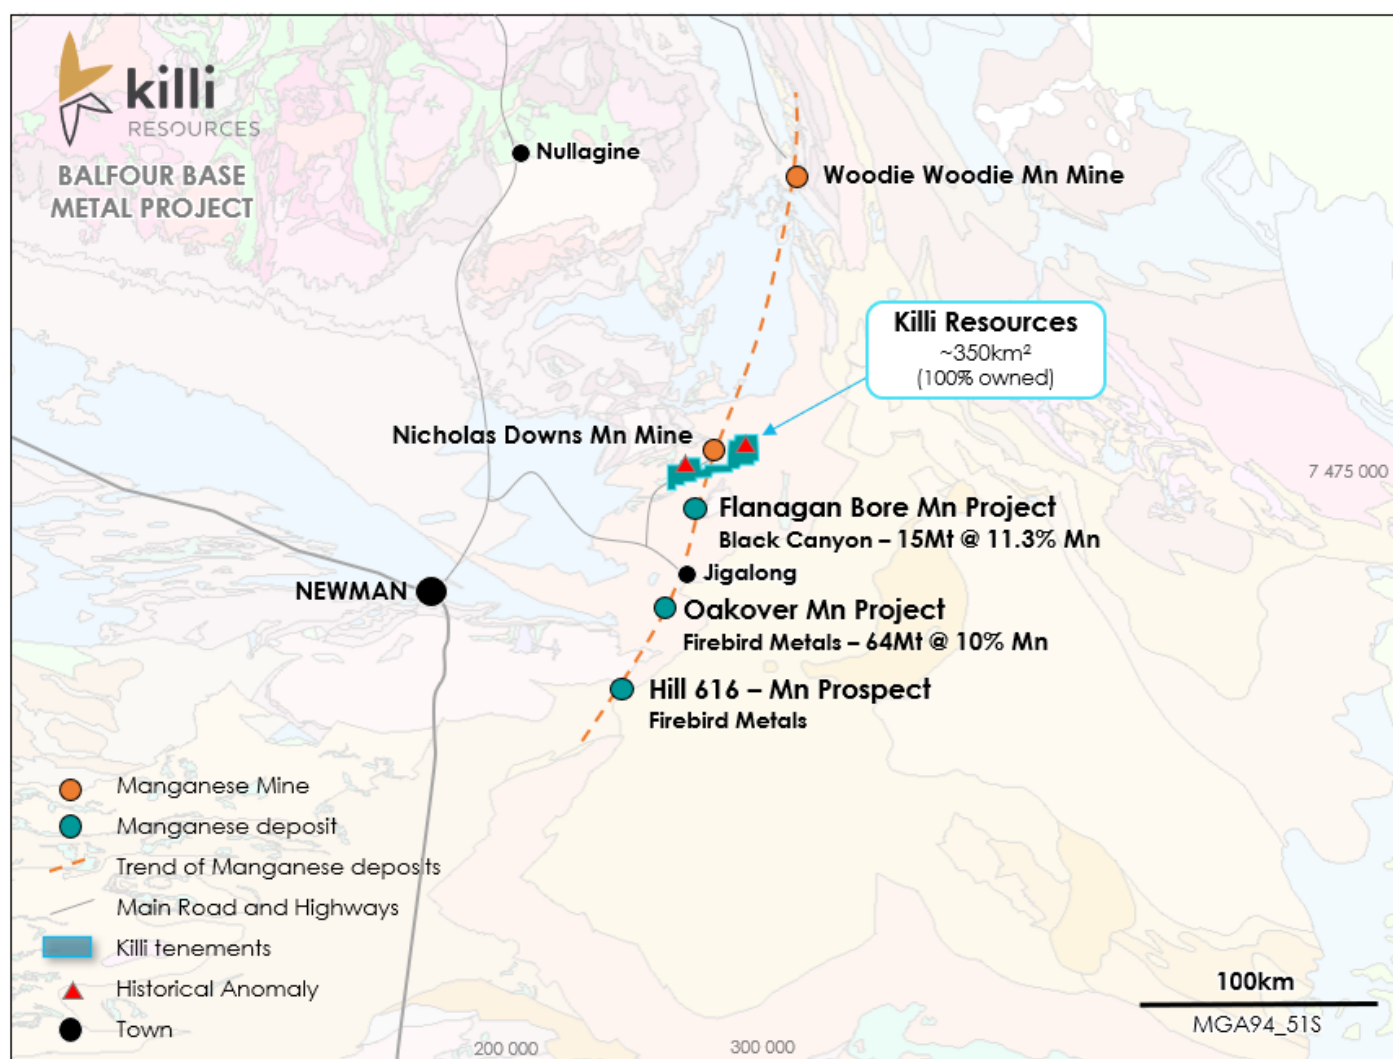 killi
RESOURCES
BALFOUR BASE
METAL PROJECT
Nullagine
Woodie Woodie Mn Mine
Killi Resources
~350km²
(100% owned)
Nicholas Downs Mn Mine
7 475 000
Flanagan Bore Mn Project
Black Canyon – 15Mt @ 11.3% Mn
Jigalong
NEWMAN
Oakover Mn Project
Firebird Metals – 64Mt @ 10% Mn
Hill 616 – Mn Prospect
Firebird Metals
Manganese Mine
Manganese deposit
Trend of Manganese deposits
Main Road and Highways
Killi tenements
Historical Anomaly
Town
100km
MGA94_51S
200 000
300 000